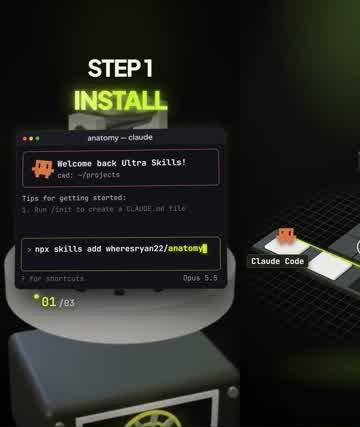 STEP 1
INSTALL
anatomy — claude
Welcome back Ultra Skills!
cwd: ~/projects
Tips for getting started:
1. Run /init to create a CLAUDE.md file
> npx skills add wheresryan22/anatomy
? for shortcuts
Opus 5.5
01 /03
Claude Code